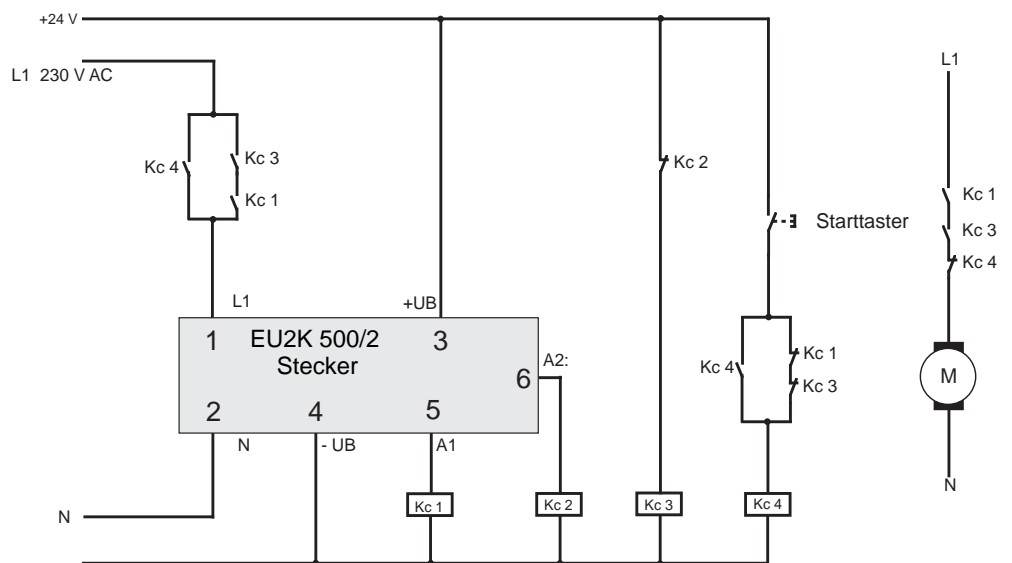 +24 V
L1 230 V AC
L1
Kc 4
Kc 3
Kc 2
Kc 1
Kc 1
Starttaster
Kc 3
Kc 4
L1
+UB
1
EU2K 500/2
Stecker
3
A2:
6
Kc 4
Kc 1
Kc 3
M
2
4
5
N
- UB
A1
N
Kc 1
Kc 2
Kc 3
Kc 4
N